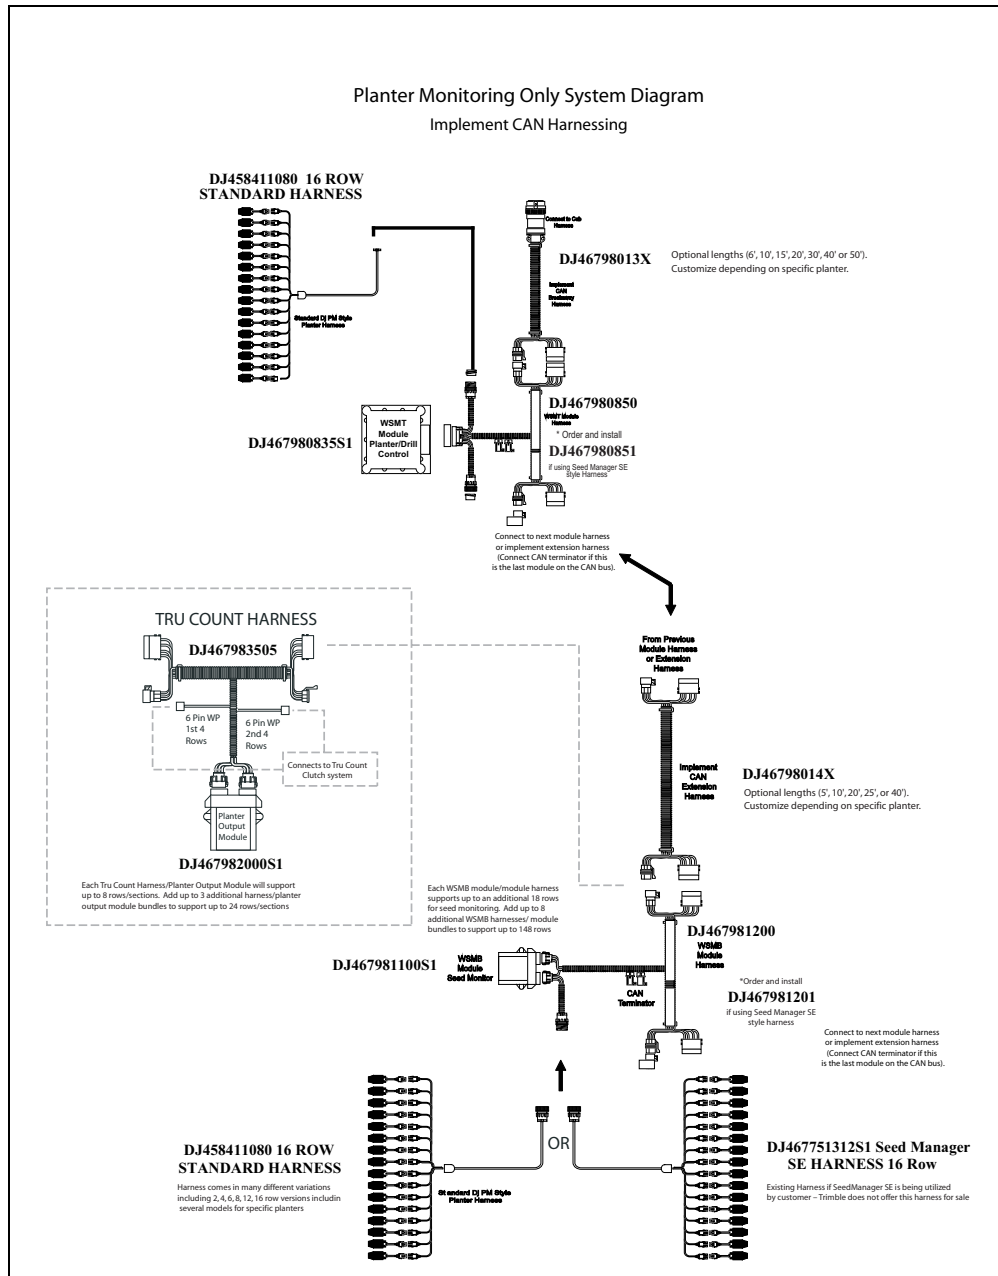 Planter Monitoring Only System Diagram
Implement CAN Harnessing
DJ458411080 16 ROW
STANDARD HARNESS
Standard Dj PM Style
Planter Harness
Connect to Cab
Harness
DJ46798013X
Optional lengths (6', 10', 15', 20', 30', 40' or 50').
Customize depending on specific planter.
Implement
CAN
Breakaway
Harness
DJ467980850
WSMT Module
Harness
* Order and install
DJ467980851
if using Seed Manager SE
style Harness
DJ467980835S1
WSMT
Module
Planter/Drill
Control
Connect to next module harness
or implement extension harness
(Connect CAN terminator if this
is the last module on the CAN bus).
TRU COUNT HARNESS
DJ467983505
6 Pin WP
1st 4
Rows
6 Pin WP
2nd 4
Rows
Connects to Tru Count
Clutch system
Planter
Output
Module
DJ467982000S1
Each Tru Count Harness/Planter Output Module will support
up to 8 rows/sections. Add up to 3 additional harness/planter
output module bundles to support up to 24 rows/sections
From Previous
Module Harness
or Extension
Harness
Implement
CAN
Extension
Harness
DJ46798014X
Optional lengths (5', 10', 20', 25', or 40').
Customize depending on specific planter.
Each WSMB module/module harness
supports up to an additional 18 rows
for seed monitoring. Add up to 8
additional WSMB harnesses/ module
bundles to support up to 148 rows
DJ467981100S1
WSMB
Module
Seed Monitor
CAN
Terminator
DJ467981200
WSMB
Module
Harness
*Order and install
DJ467981201
if using Seed Manager SE
style harness
Connect to next module harness
or implement extension harness
(Connect CAN terminator if this
is the last module on the CAN bus).
DJ458411080 16 ROW
STANDARD HARNESS
Harness comes in many different variations
including 2, 4, 6, 8, 12, 16 row versions includin
several models for specific planters
St andard Dj PM Style
Planter Harness
OR
DJ467751312S1 Seed Manager
SE HARNESS 16 Row
Existing Harness if SeedManager SE is being utilized
by customer – Trimble does not offer this harness for sale